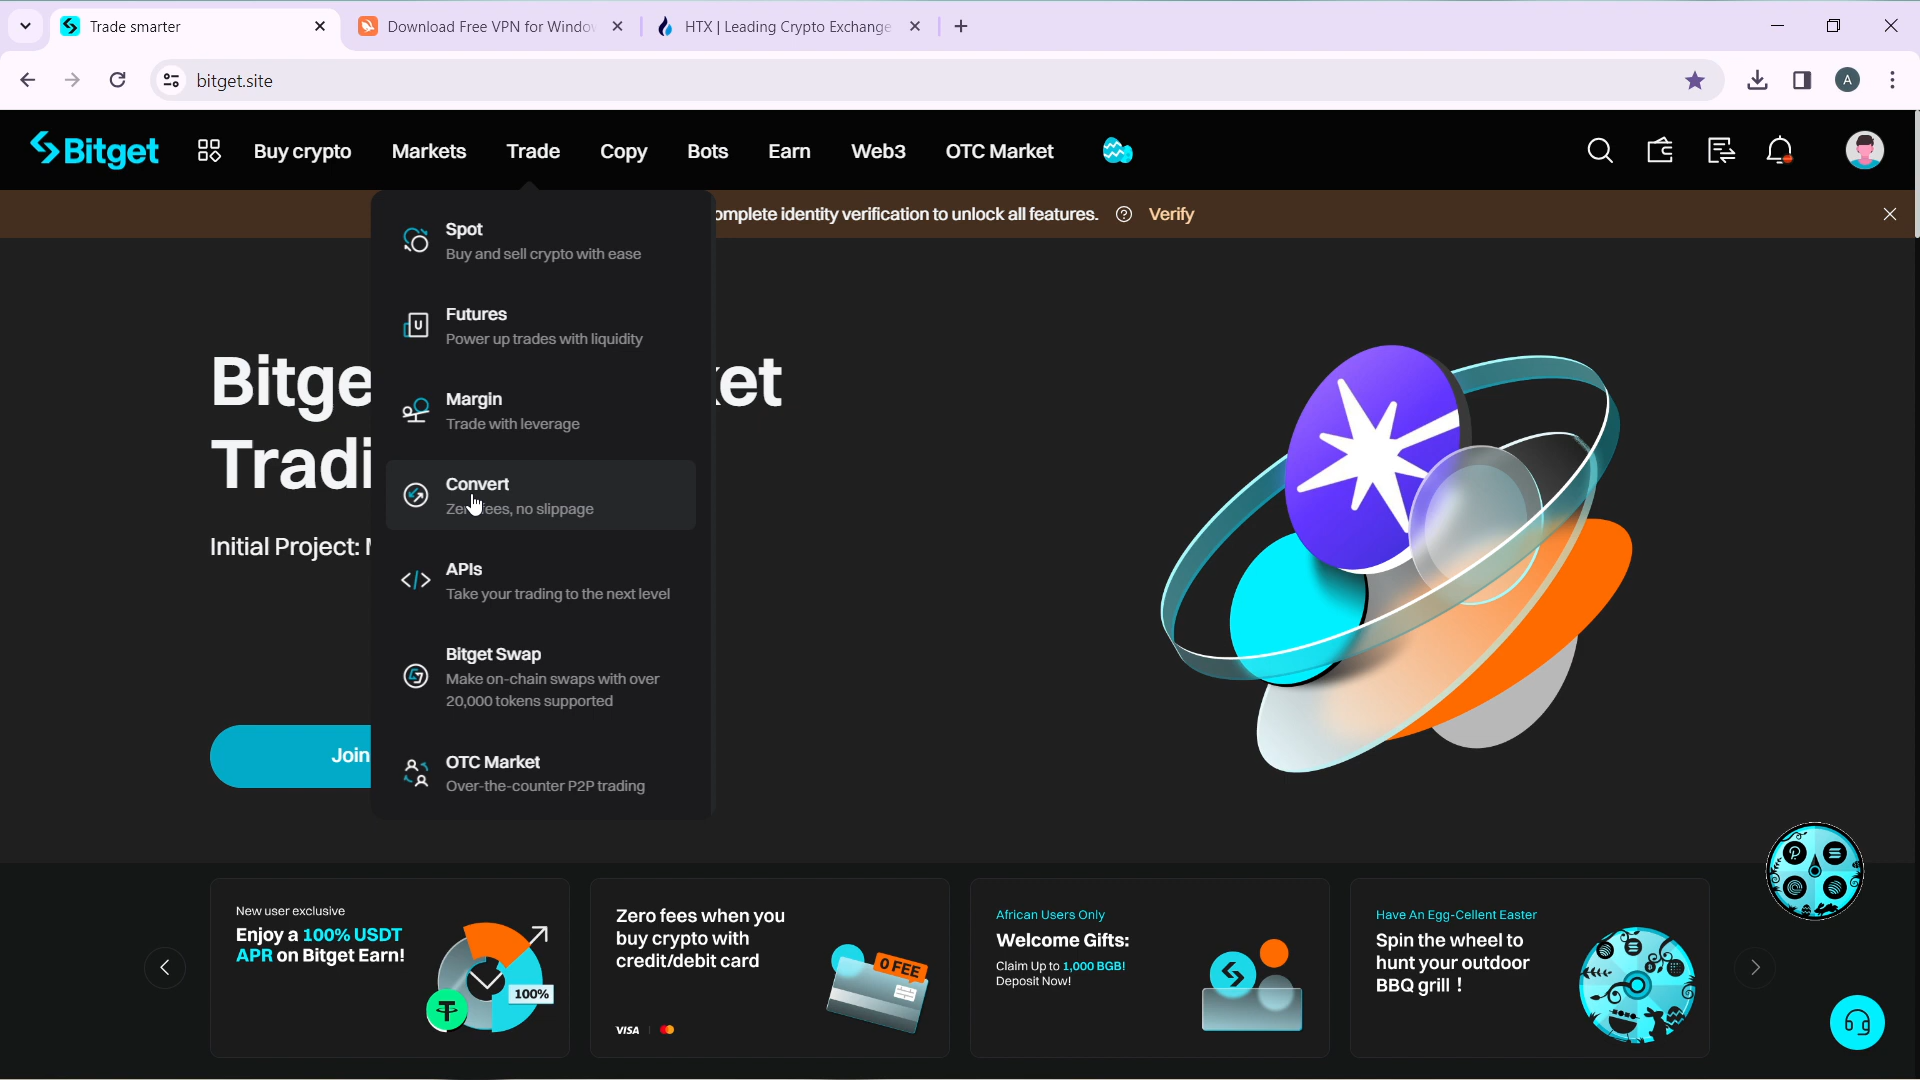 Trade smarter
Download Free VPN for Window
HTX | Leading Crypto Exchange
bitget.site
A
Bitget
Buy crypto
Markets
Trade
Copy
Bots
Earn
Web3
OTC Market
omplete identity verification to unlock all features.
Verify
Spot
Buy and sell crypto with ease
Futures
Power up trades with liquidity
Margin
Trade with leverage
Convert
fees, no slippage
APIs
Take your trading to the next level
Bitget Swap
Make on-chain swaps with over
20,000 tokens supported
OTC Market
Over-the-counter P2P trading
Bitge
et
Tradi
Initial Project:
Join
New user exclusive
Enjoy a 100% USDT
APR on Bitget Earn!
100%
Zero fees when you
buy crypto with
credit/debit card
0 FEE
VISA
African Users Only
Welcome Gifts:
Claim Up to 1,000 BGB!
Deposit Now!
Have An Egg-Cellent Easter
Spin the wheel to
hunt your outdoor
BBQ grill !